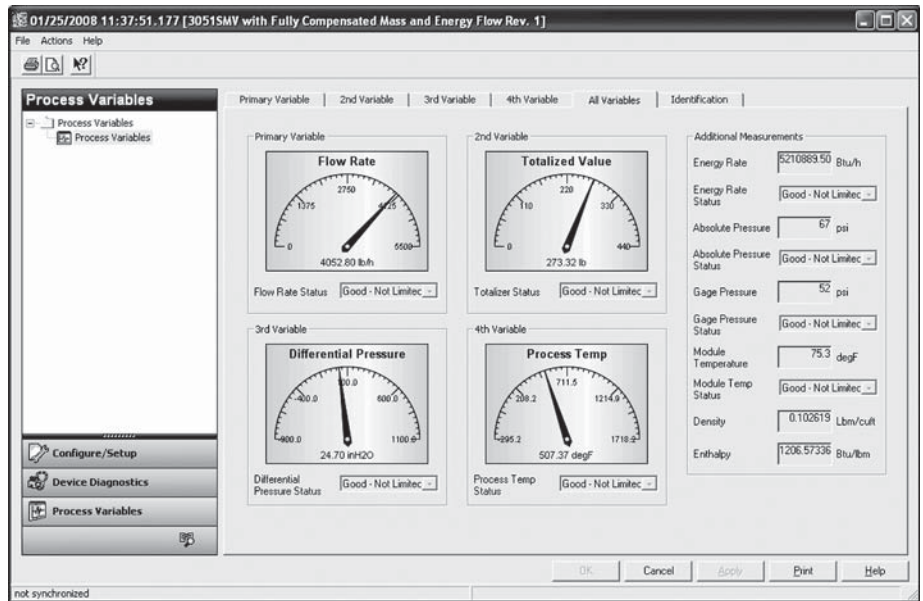 01/25/2008 11:37:51.177 [3051SMV with Fully Compensated Mass and Energy Flow Rev. 1]
File Actions Help
Process Variables
Process Variables
Process Variables
Configure/Setup
Device Diagnostics
Process Variables
Primary Variable 2nd Variable 3rd Variable 4th Variable All Variables Identification
Primary Variable
Flow Rate
0 1375 2750 4125 5500
4052.80 lb/h
Flow Rate Status Good - Not Limitec
2nd Variable
Totalized Value
0 110 220 330 440
273.32 lb
Totalizer Status Good - Not Limitec
3rd Variable
Differential Pressure
-900.0 -400.0 100.0 600.0 1100.0
24.70 inH2O
Differential Pressure Status Good - Not Limitec
4th Variable
Process Temp
-295.2 208.2 711.5 1214.9 1718.2
507.37 degF
Process Temp Status Good - Not Limitec
Additional Measurements
Energy Rate 5210889.50 Btu/h
Energy Rate Status Good - Not Limitec
Absolute Pressure 67 psi
Absolute Pressure Status Good - Not Limitec
Gage Pressure 52 psi
Gage Pressure Status Good - Not Limitec
Module Temperature 75.3 degF
Module Temp Status Good - Not Limitec
Density 0.102619 Lbm/cuft
Enthalpy 1206.57336 Btu/lbm
OK Cancel Apply Print Help
not synchronized